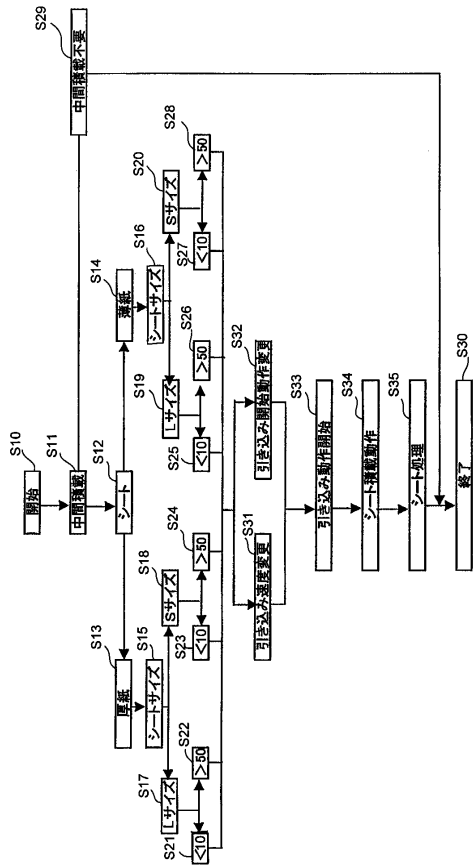 S10
開始
S11
中間積載
S29
中間積載不要
S12
シート
S13
厚紙
S14
薄紙
S15
シートサイズ
S16
シートサイズ
S17
Lサイズ
S18
Sサイズ
S19
Lサイズ
S20
Sサイズ
S21
<10
S22
>50
S23
<10
S24
>50
S25
<10
S26
>50
S27
<10
S28
>50
S31
引き込み速度変更
S32
引き込み開始動作変更
S33
引き込み動作開始
S34
シート積載動作
S35
シート処理
S30
終了